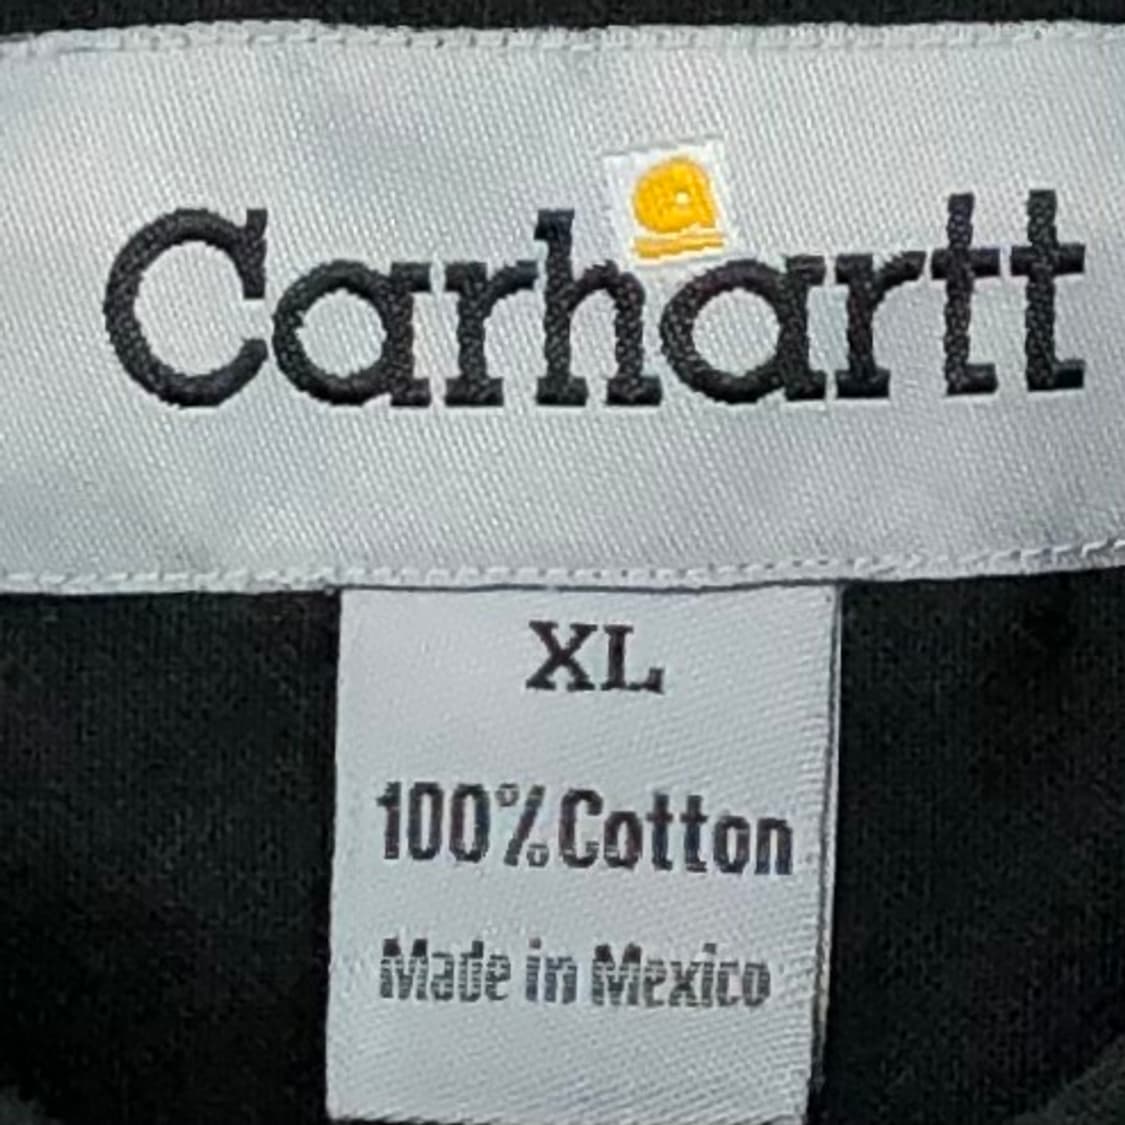 Carhartt
XL
100% Cotton
Made in Mexico